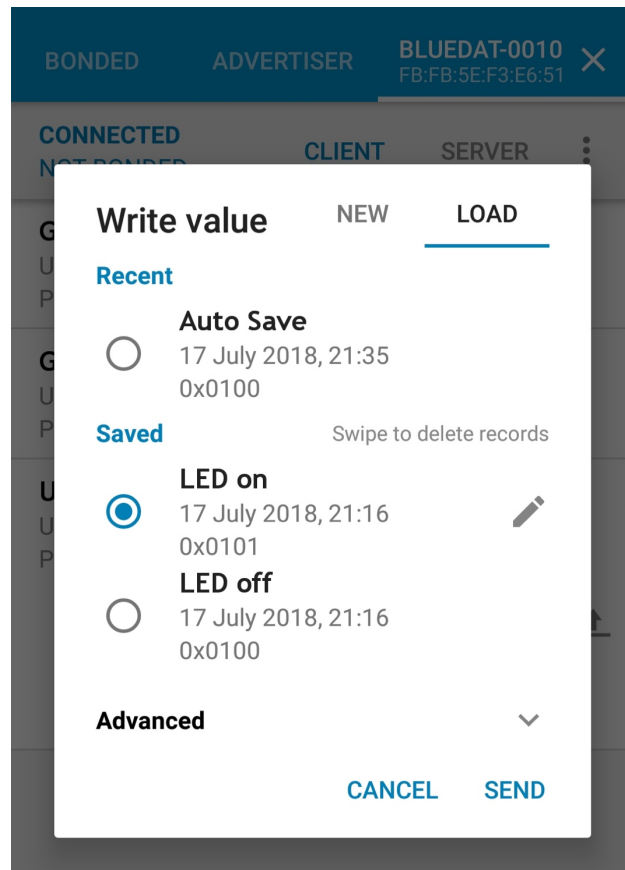 BONDED ADVERTISER BLUEDAT-0010
FB:FB:5E:F3:E6:51
CONNECTED
NOT BONDED
CLIENT SERVER
Write value NEW LOAD
Recent
Auto Save
17 July 2018, 21:35
0x0100
Saved Swipe to delete records
LED on
17 July 2018, 21:16
0x0101
LED off
17 July 2018, 21:16
0x0100
Advanced
CANCEL SEND